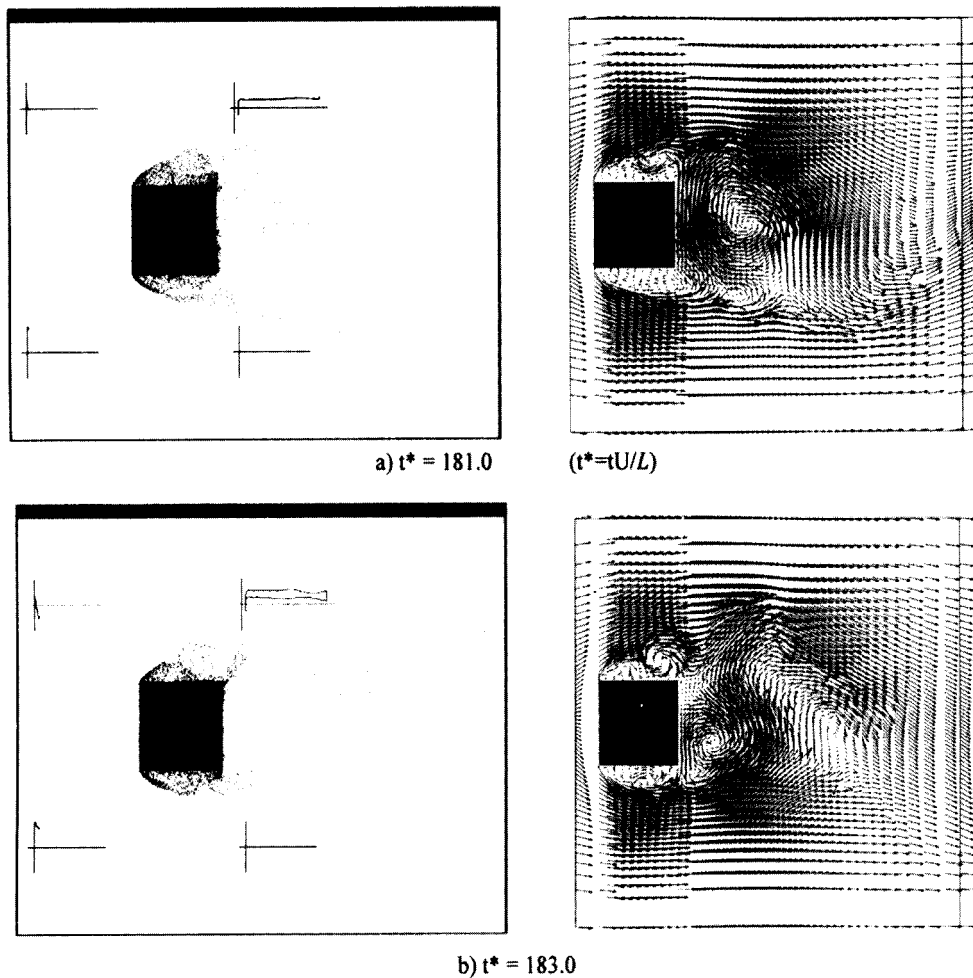 a) t* = 181.0
(t*=tU/L)
b) t* = 183.0